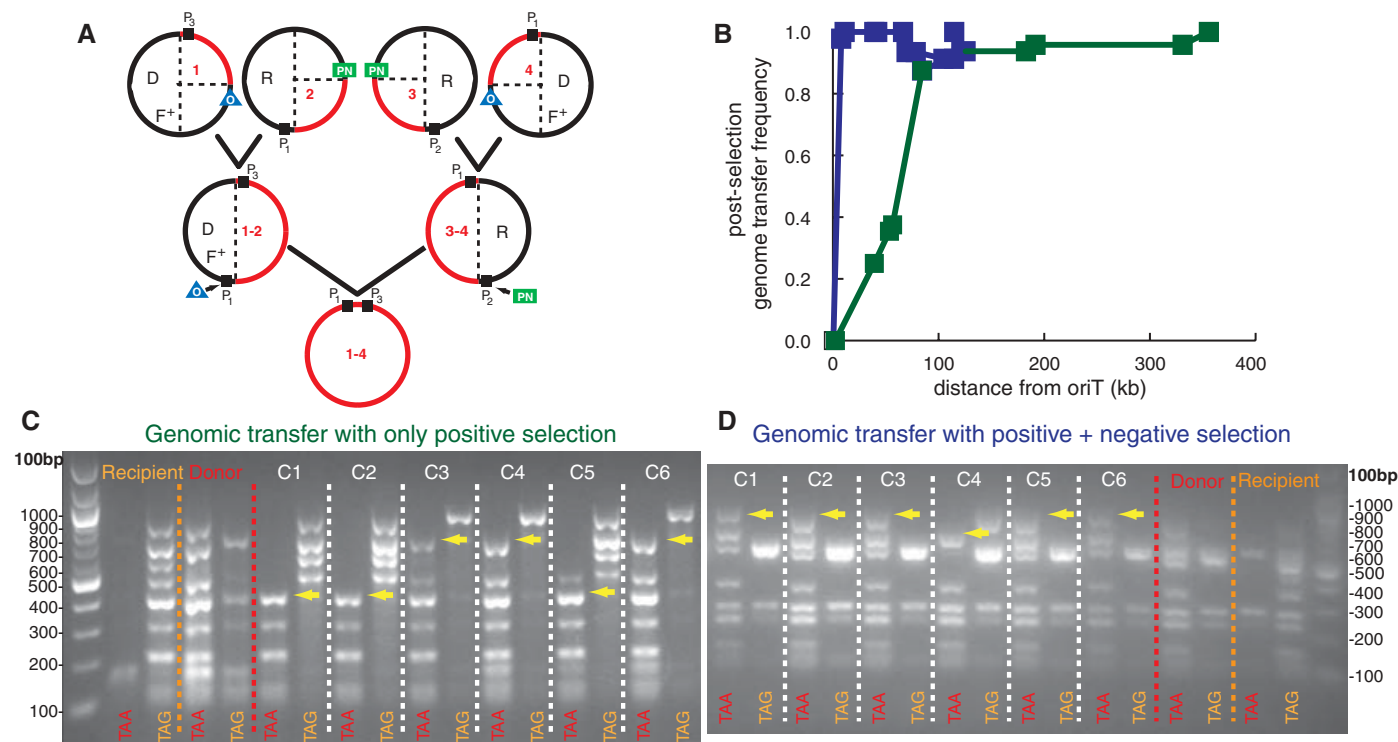 A
P3 P1
D 1 R 2 PN PN 3 R 4 D
O O
F+ F+
P1 P2
P3 P1
D 1-2 3-4 R
F+
O P1 P2 PN
P1 P3
1-4
B
post-selection
genome transfer frequency
1.0
0.8
0.6
0.4
0.2
0.0
0 100 200 300 400
distance from oriT (kb)
C
Genomic transfer with only positive selection
100bp
Recipient Donor C1 C2 C3 C4 C5 C6
1000-
900-
800-
700-
600-
500-
400-
300-
200-
100-
TAA TAG TAA TAG TAA TAG TAA TAG TAA TAG TAA TAG TAA TAG TAA TAG
D
Genomic transfer with positive + negative selection
100bp
C1 C2 C3 C4 C5 C6 Donor Recipient
-1000
-900
-800
-700
-600
-500
-400
-300
-200
-100
TAA TAG TAA TAG TAA TAG TAA TAG TAA TAG TAA TAG TAA TAG TAA TAG